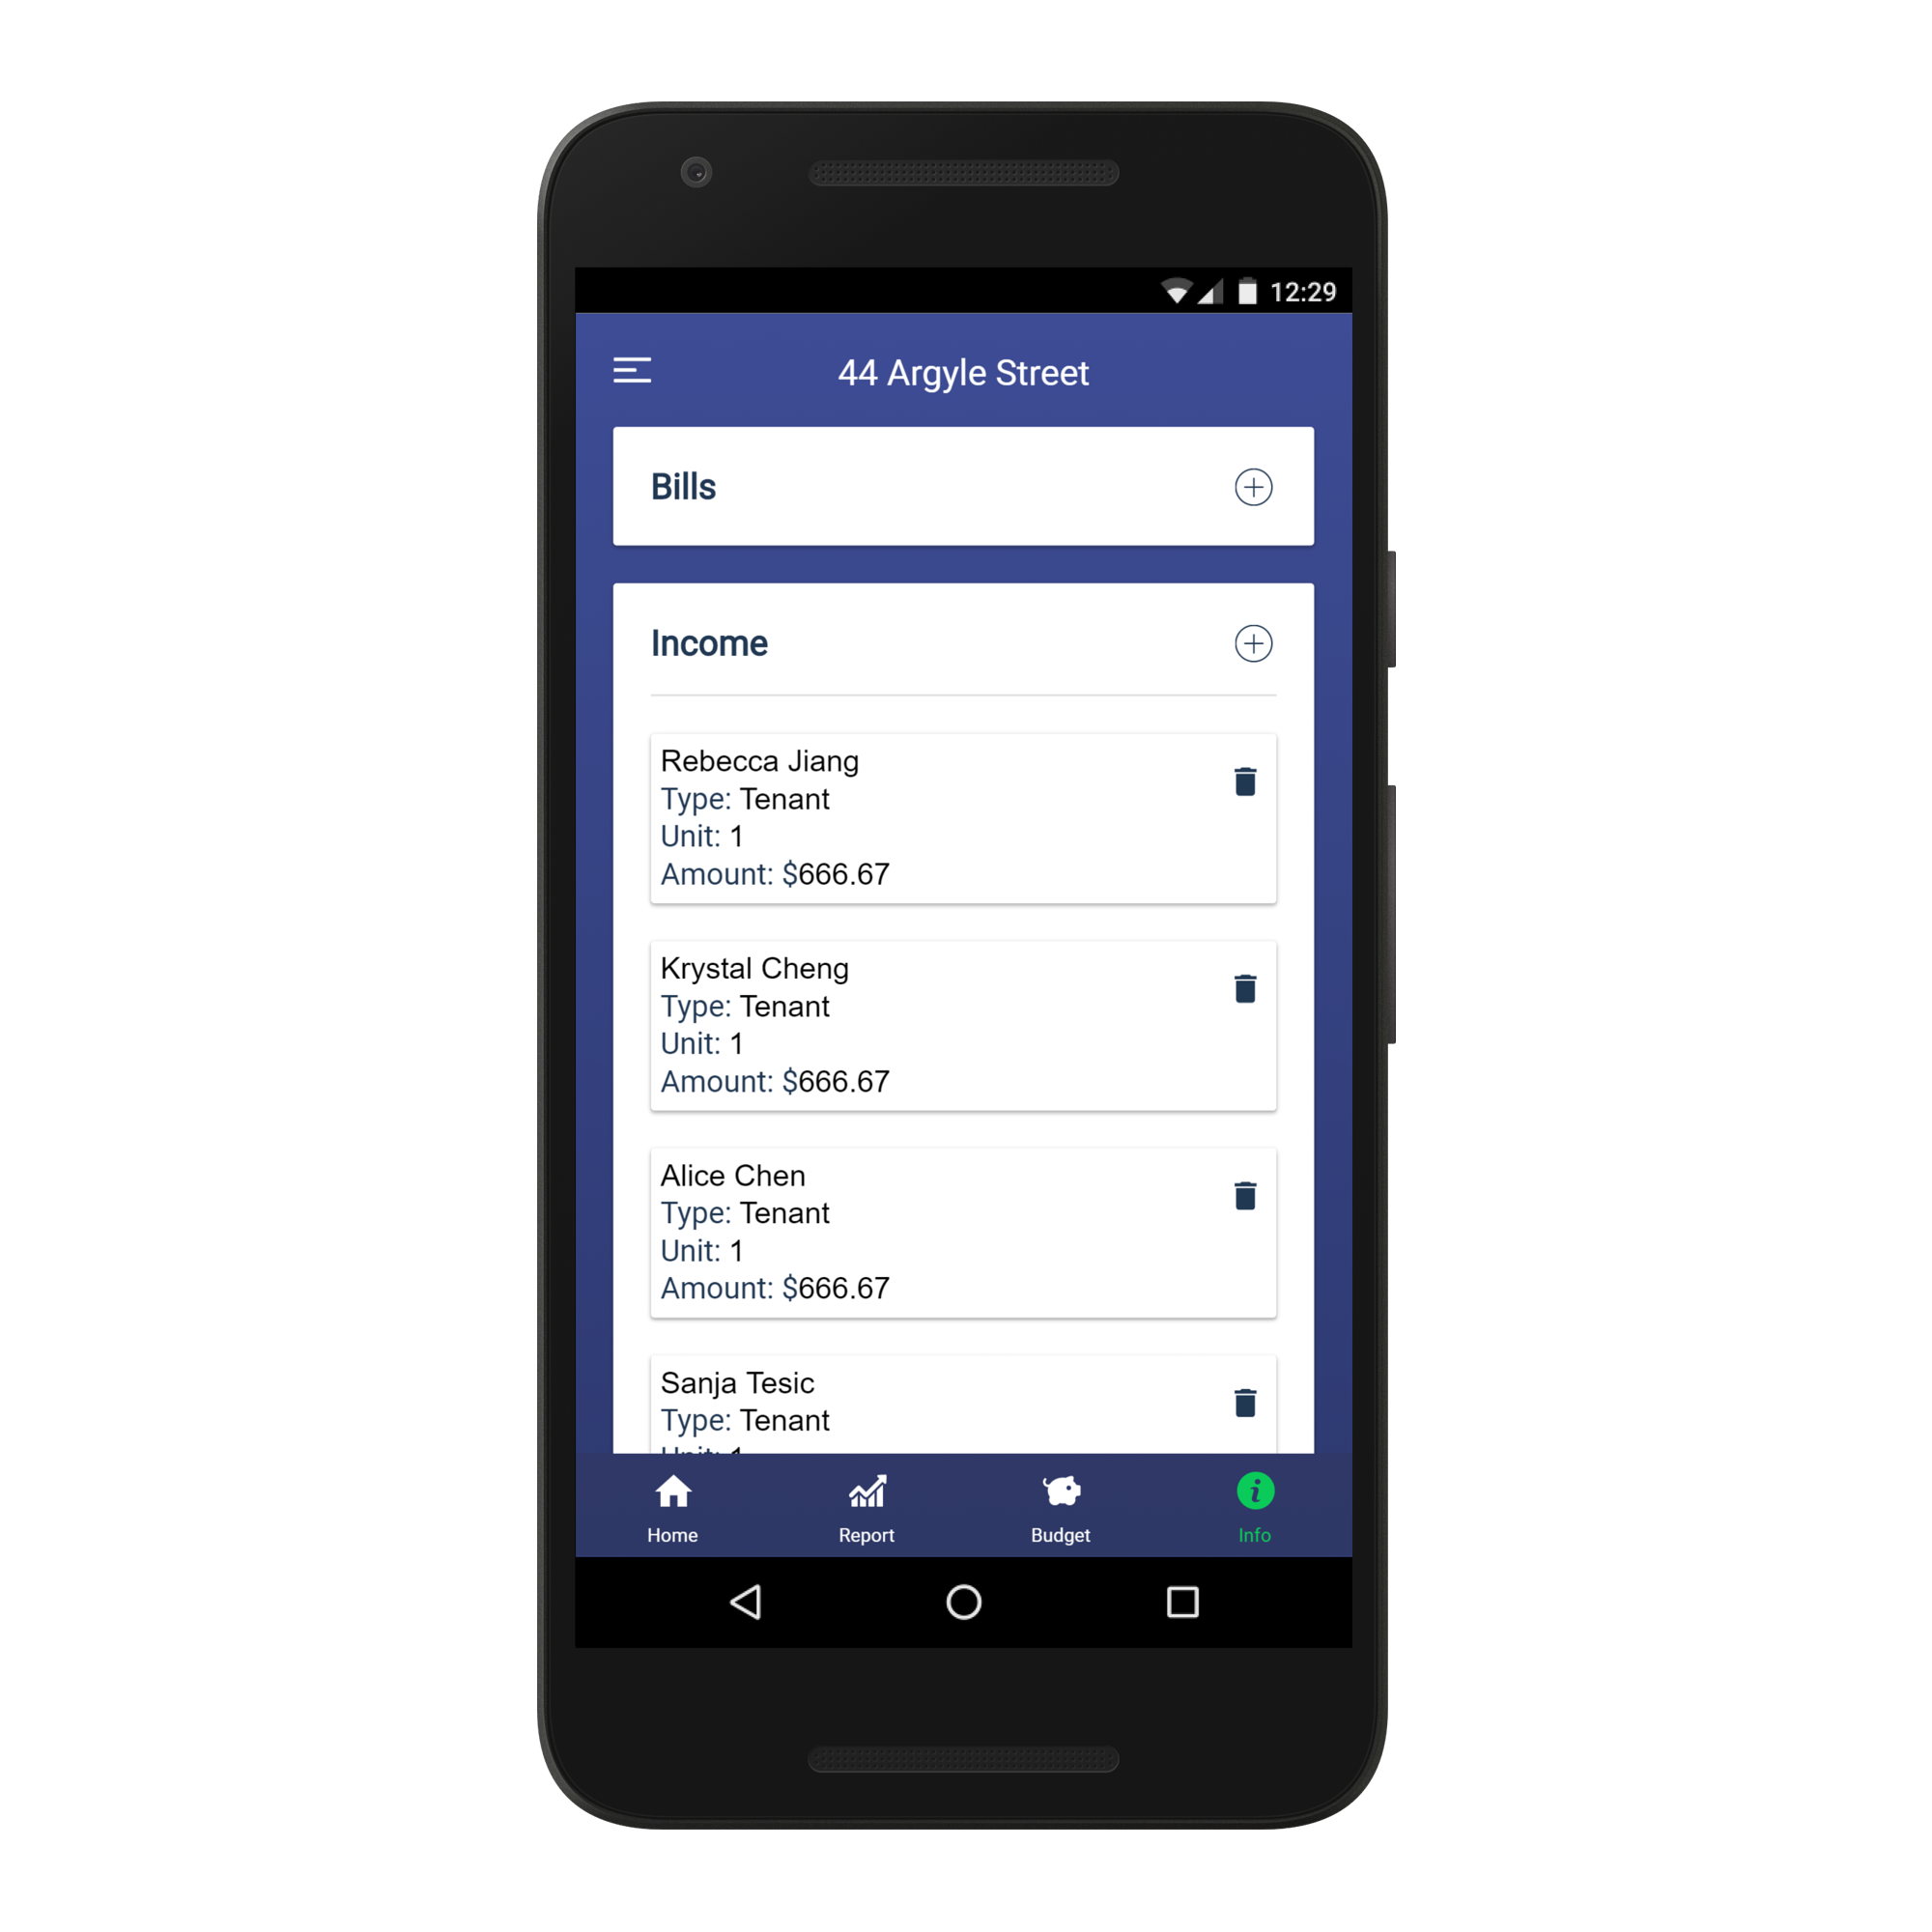 12:29
44 Argyle Street
Bills
Income
Rebecca Jiang
Type: Tenant
Unit: 1
Amount: $666.67
Krystal Cheng
Type: Tenant
Unit: 1
Amount: $666.67
Alice Chen
Type: Tenant
Unit: 1
Amount: $666.67
Sanja Tesic
Type: Tenant
Unit: 1
Home Report Budget Info